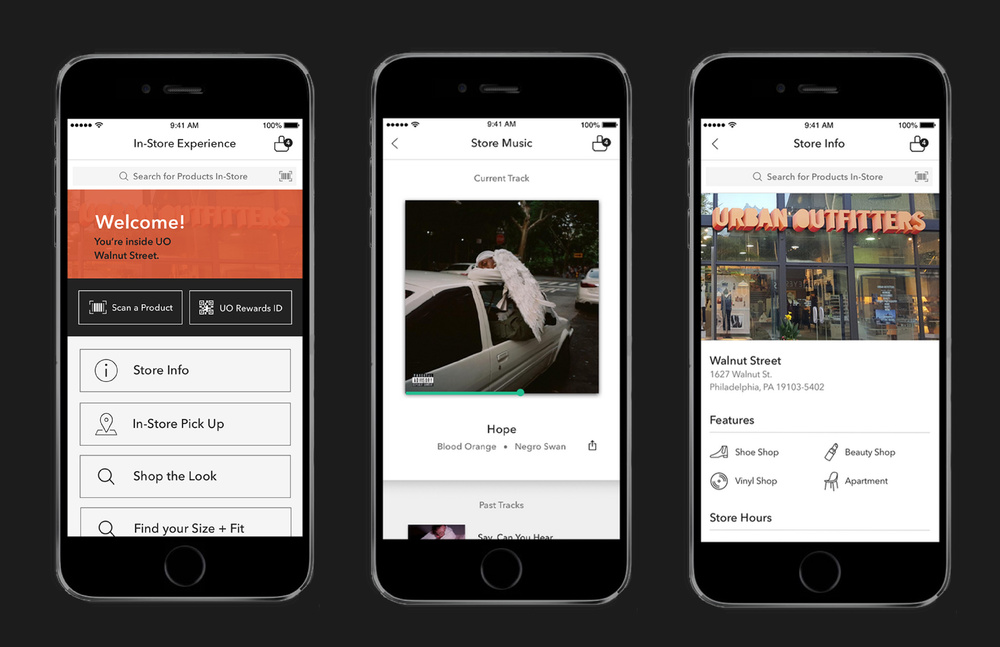 9:41 AM
100%
In-Store Experience
4
Search for Products In-Store
Welcome!
You're inside UO
Walnut Street.
Scan a Product
UO Rewards ID
Store Info
In-Store Pick Up
Shop the Look
Find your Size + Fit
9:41 AM
100%
Store Music
4
Current Track
PARENTAL
ADVISORY
Hope
Blood Orange • Negro Swan
Past Tracks
Say, Can You Hear
9:41 AM
100%
Store Info
4
Search for Products In-Store
URBAN OUTFITTERS
Walnut Street
1627 Walnut St.
Philadelphia, PA 19103-5402
Features
Shoe Shop
Beauty Shop
Vinyl Shop
Apartment
Store Hours